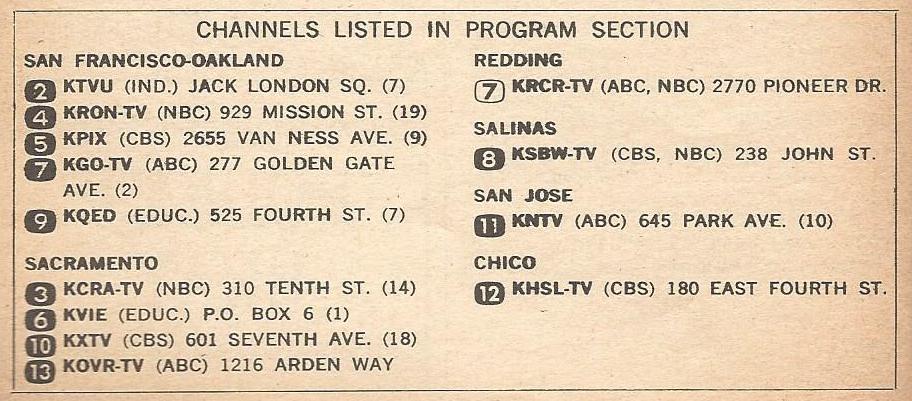 CHANNELS LISTED IN PROGRAM SECTION
SAN FRANCISCO-OAKLAND
2 KTVU (IND.) JACK LONDON SQ. (7)
4 KRON-TV (NBC) 929 MISSION ST. (19)
5 KPIX (CBS) 2655 VAN NESS AVE. (9)
7 KGO-TV (ABC) 277 GOLDEN GATE
AVE. (2)
9 KQED (EDUC.) 525 FOURTH ST. (7)
SACRAMENTO
3 KCRA-TV (NBC) 310 TENTH ST. (14)
6 KVIE (EDUC.) P.O. BOX 6 (1)
10 KXTV (CBS) 601 SEVENTH AVE. (18)
13 KOVR-TV (ABC) 1216 ARDEN WAY
REDDING
7 KRCR-TV (ABC, NBC) 2770 PIONEER DR.
SALINAS
8 KSBW-TV (CBS, NBC) 238 JOHN ST.
SAN JOSE
11 KNTV (ABC) 645 PARK AVE. (10)
CHICO
12 KHSL-TV (CBS) 180 EAST FOURTH ST.